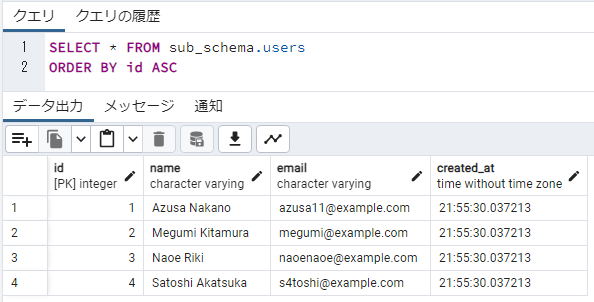 クエリ クエリの履歴
1 SELECT * FROM sub_schema.users
2 ORDER BY id ASC
データ出力 メッセージ 通知
id name email created_at
[PK] integer character varying character varying time without time zone
1 1 Azusa Nakano azusa11@example.com 21:55:30.037213
2 2 Megumi Kitamura megumi@example.com 21:55:30.037213
3 3 Naoe Riki naoenaoe@example.com 21:55:30.037213
4 4 Satoshi Akatsuka s4toshi@example.com 21:55:30.037213